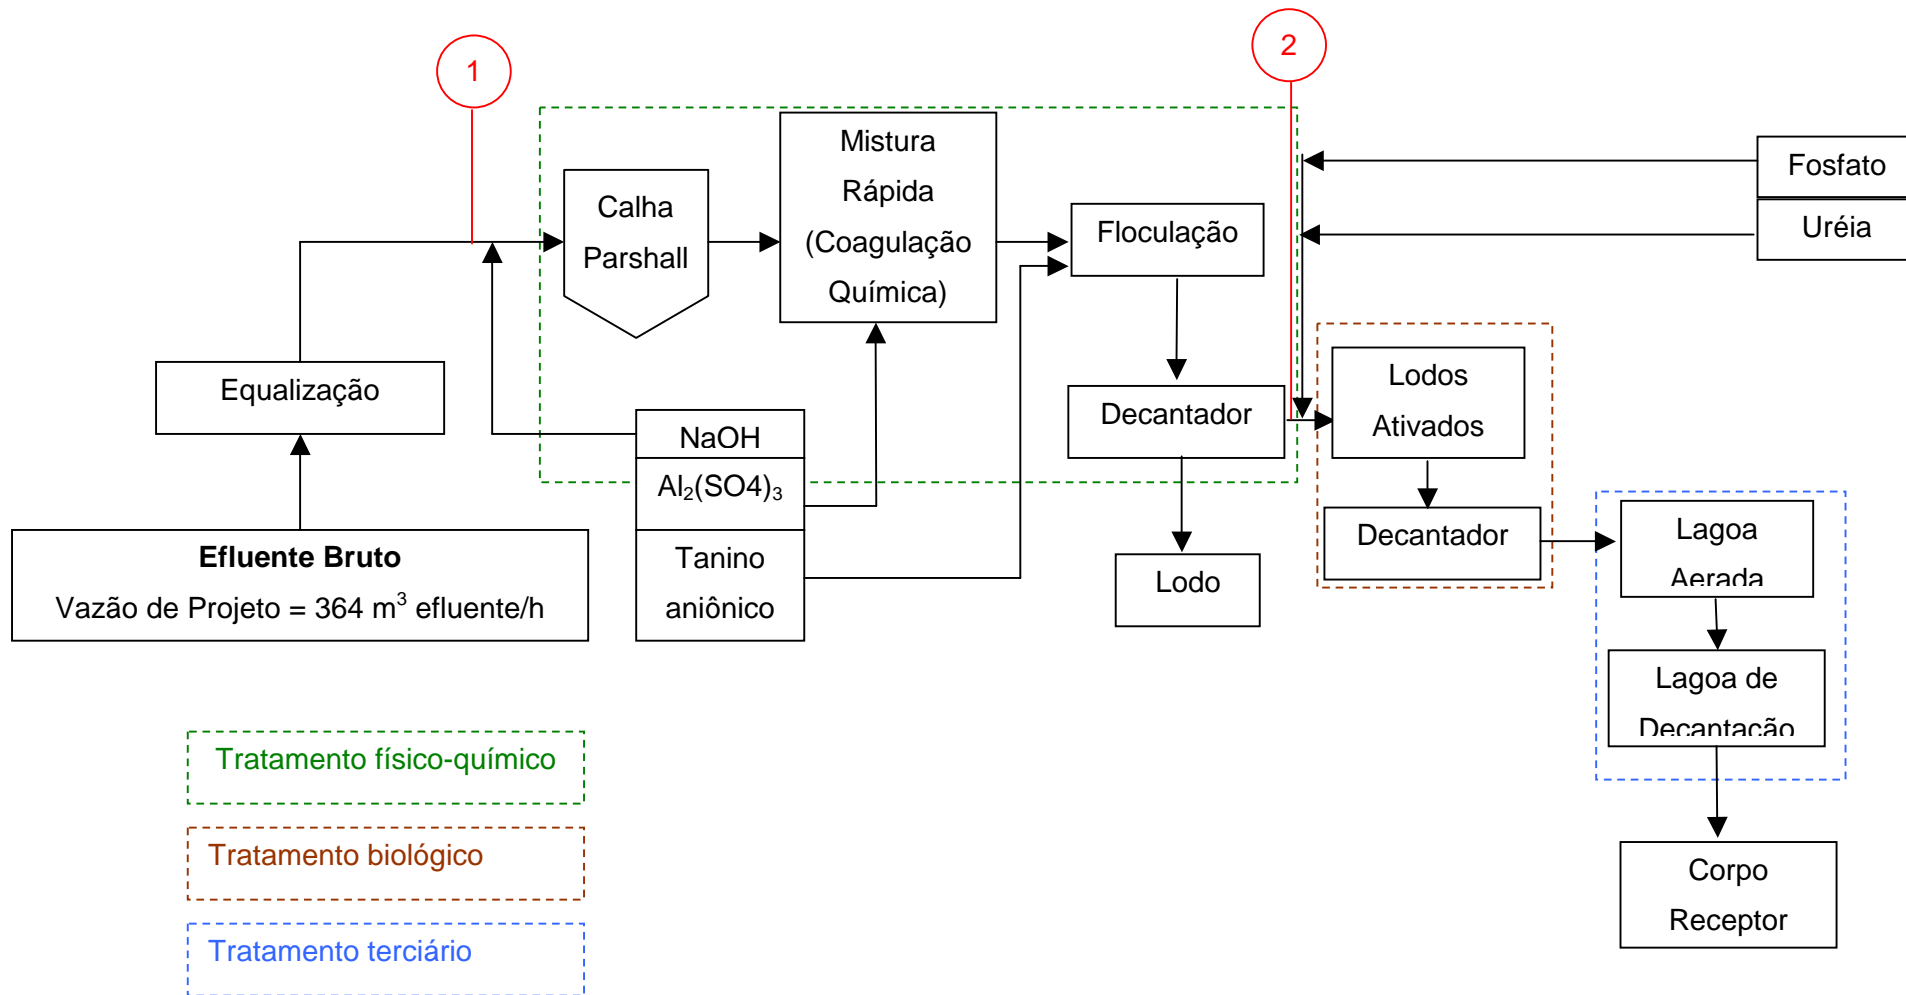 1
2
Calha
Parshall
Mistura
Rápida
(Coagulação
Química)
Floculação
Fosfato
Uréia
Equalização
Decantador
Lodos
Ativados
NaOH
Al₂(SO4)₃
Tanino
aniônico
Efluente Bruto
Vazão de Projeto = 364 m³ efluente/h
Lodo
Decantador
Lagoa
Aerada
Lagoa de
Decantação
Corpo
Receptor
Tratamento físico-químico
Tratamento biológico
Tratamento terciário